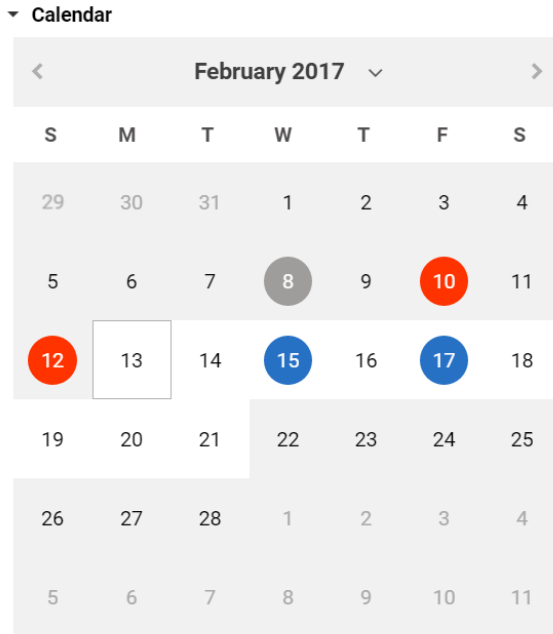 Calendar
February 2017
S M T W T F S
29 30 31 1 2 3 4
5 6 7 8 9 10 11
12 13 14 15 16 17 18
19 20 21 22 23 24 25
26 27 28 1 2 3 4
5 6 7 8 9 10 11